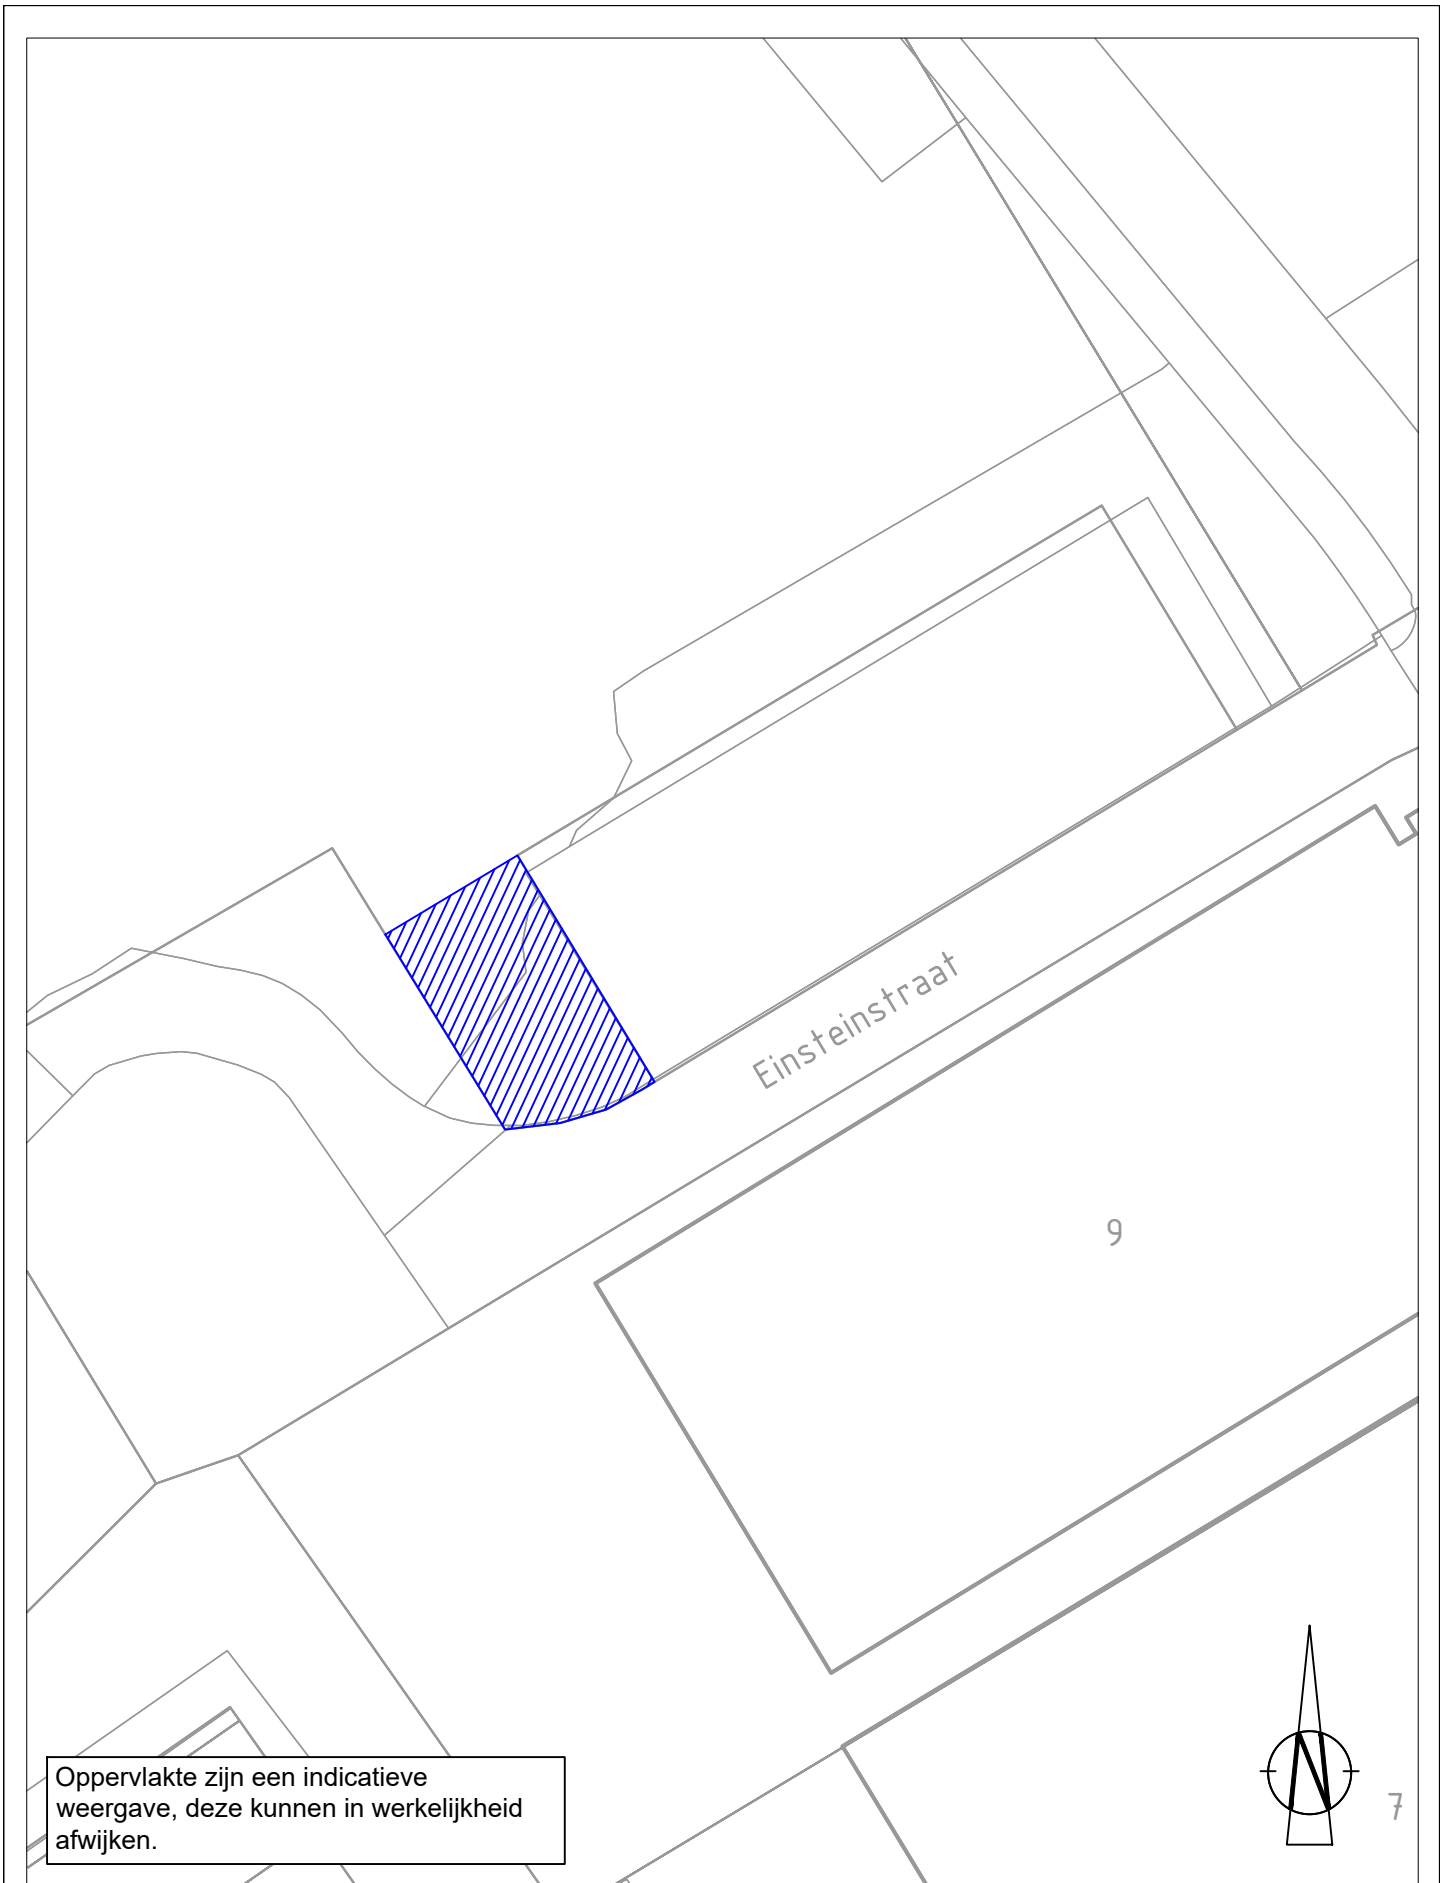 Einsteinstraat
9
Oppervlakte zijn een indicatieve
weergave, deze kunnen in werkelijkheid
afwijken.
N
7